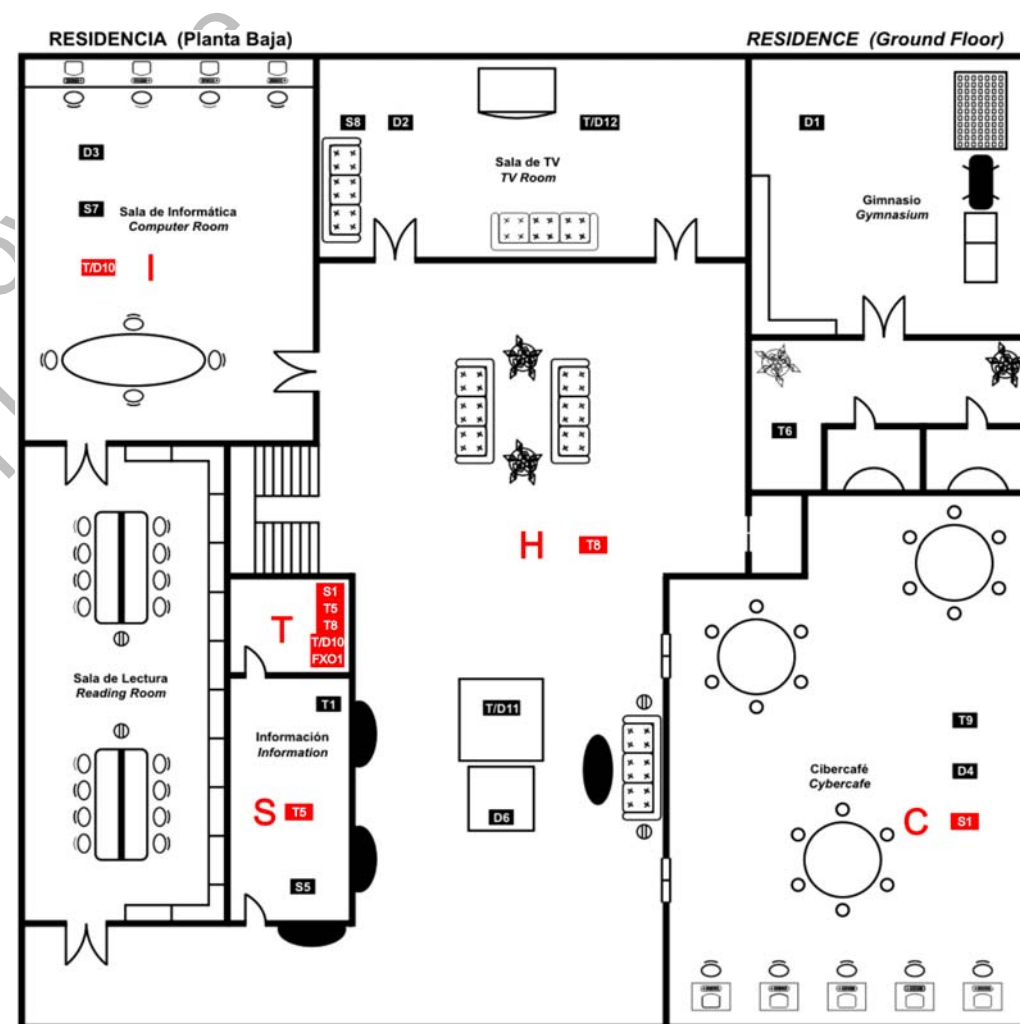 RESIDENCIA (Planta Baja)
RESIDENCE (Ground Floor)
S8
D2
T/D12
D1
D3
Sala de TV
TV Room
S7
Sala de Informática
Computer Room
Gimnasio
Gymnasium
T/D10
I
T6
H
T8
S1
T5
T8
T/D10
FXO1
T
Sala de Lectura
Reading Room
T1
T/D11
T9
Información
Information
Cibercafé
Cybercafe
D4
S
T5
D6
C
S1
S5